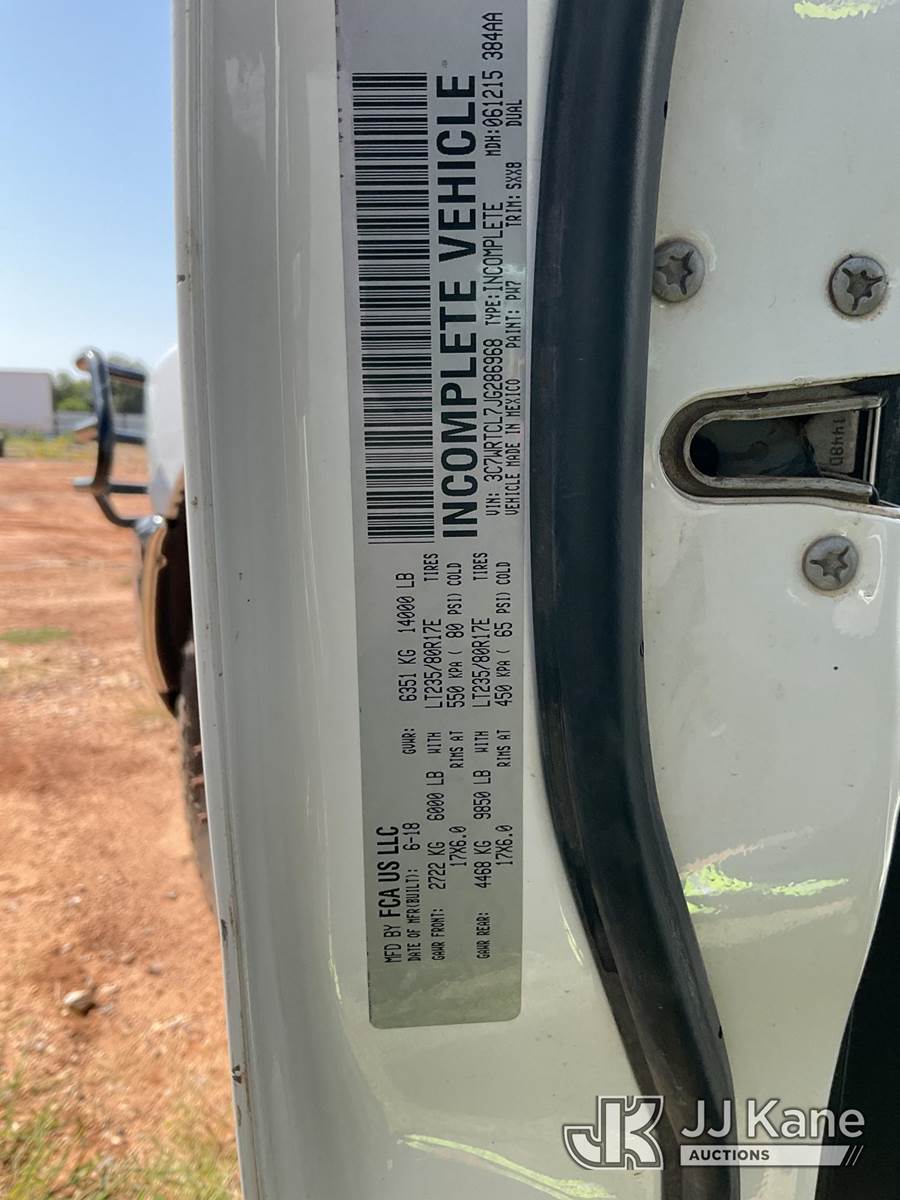 MFD BY FCA US LLC
DATE OF MFR(BUILT): 6-18 GVWR: 6351 KG 14000 LB
GAWR FRONT: 2722 KG 6000 LB WITH LT235/80R17E TIRES
17X6.0 RIMS AT 550 KPA ( 80 PSI) COLD
GAWR REAR: 4468 KG 9850 LB WITH LT235/80R17E TIRES
17X6.0 RIMS AT 450 KPA ( 65 PSI) COLD
INCOMPLETE VEHICLE
VIN: 3C7WRTCL7JG286968 TYPE:INCOMPLETE MDH:061215 384AA
VEHICLE MADE IN MEXICO PAINT: PW7 TRIM: SXX8 DUAL
1448D
JK JJ Kane
AUCTIONS